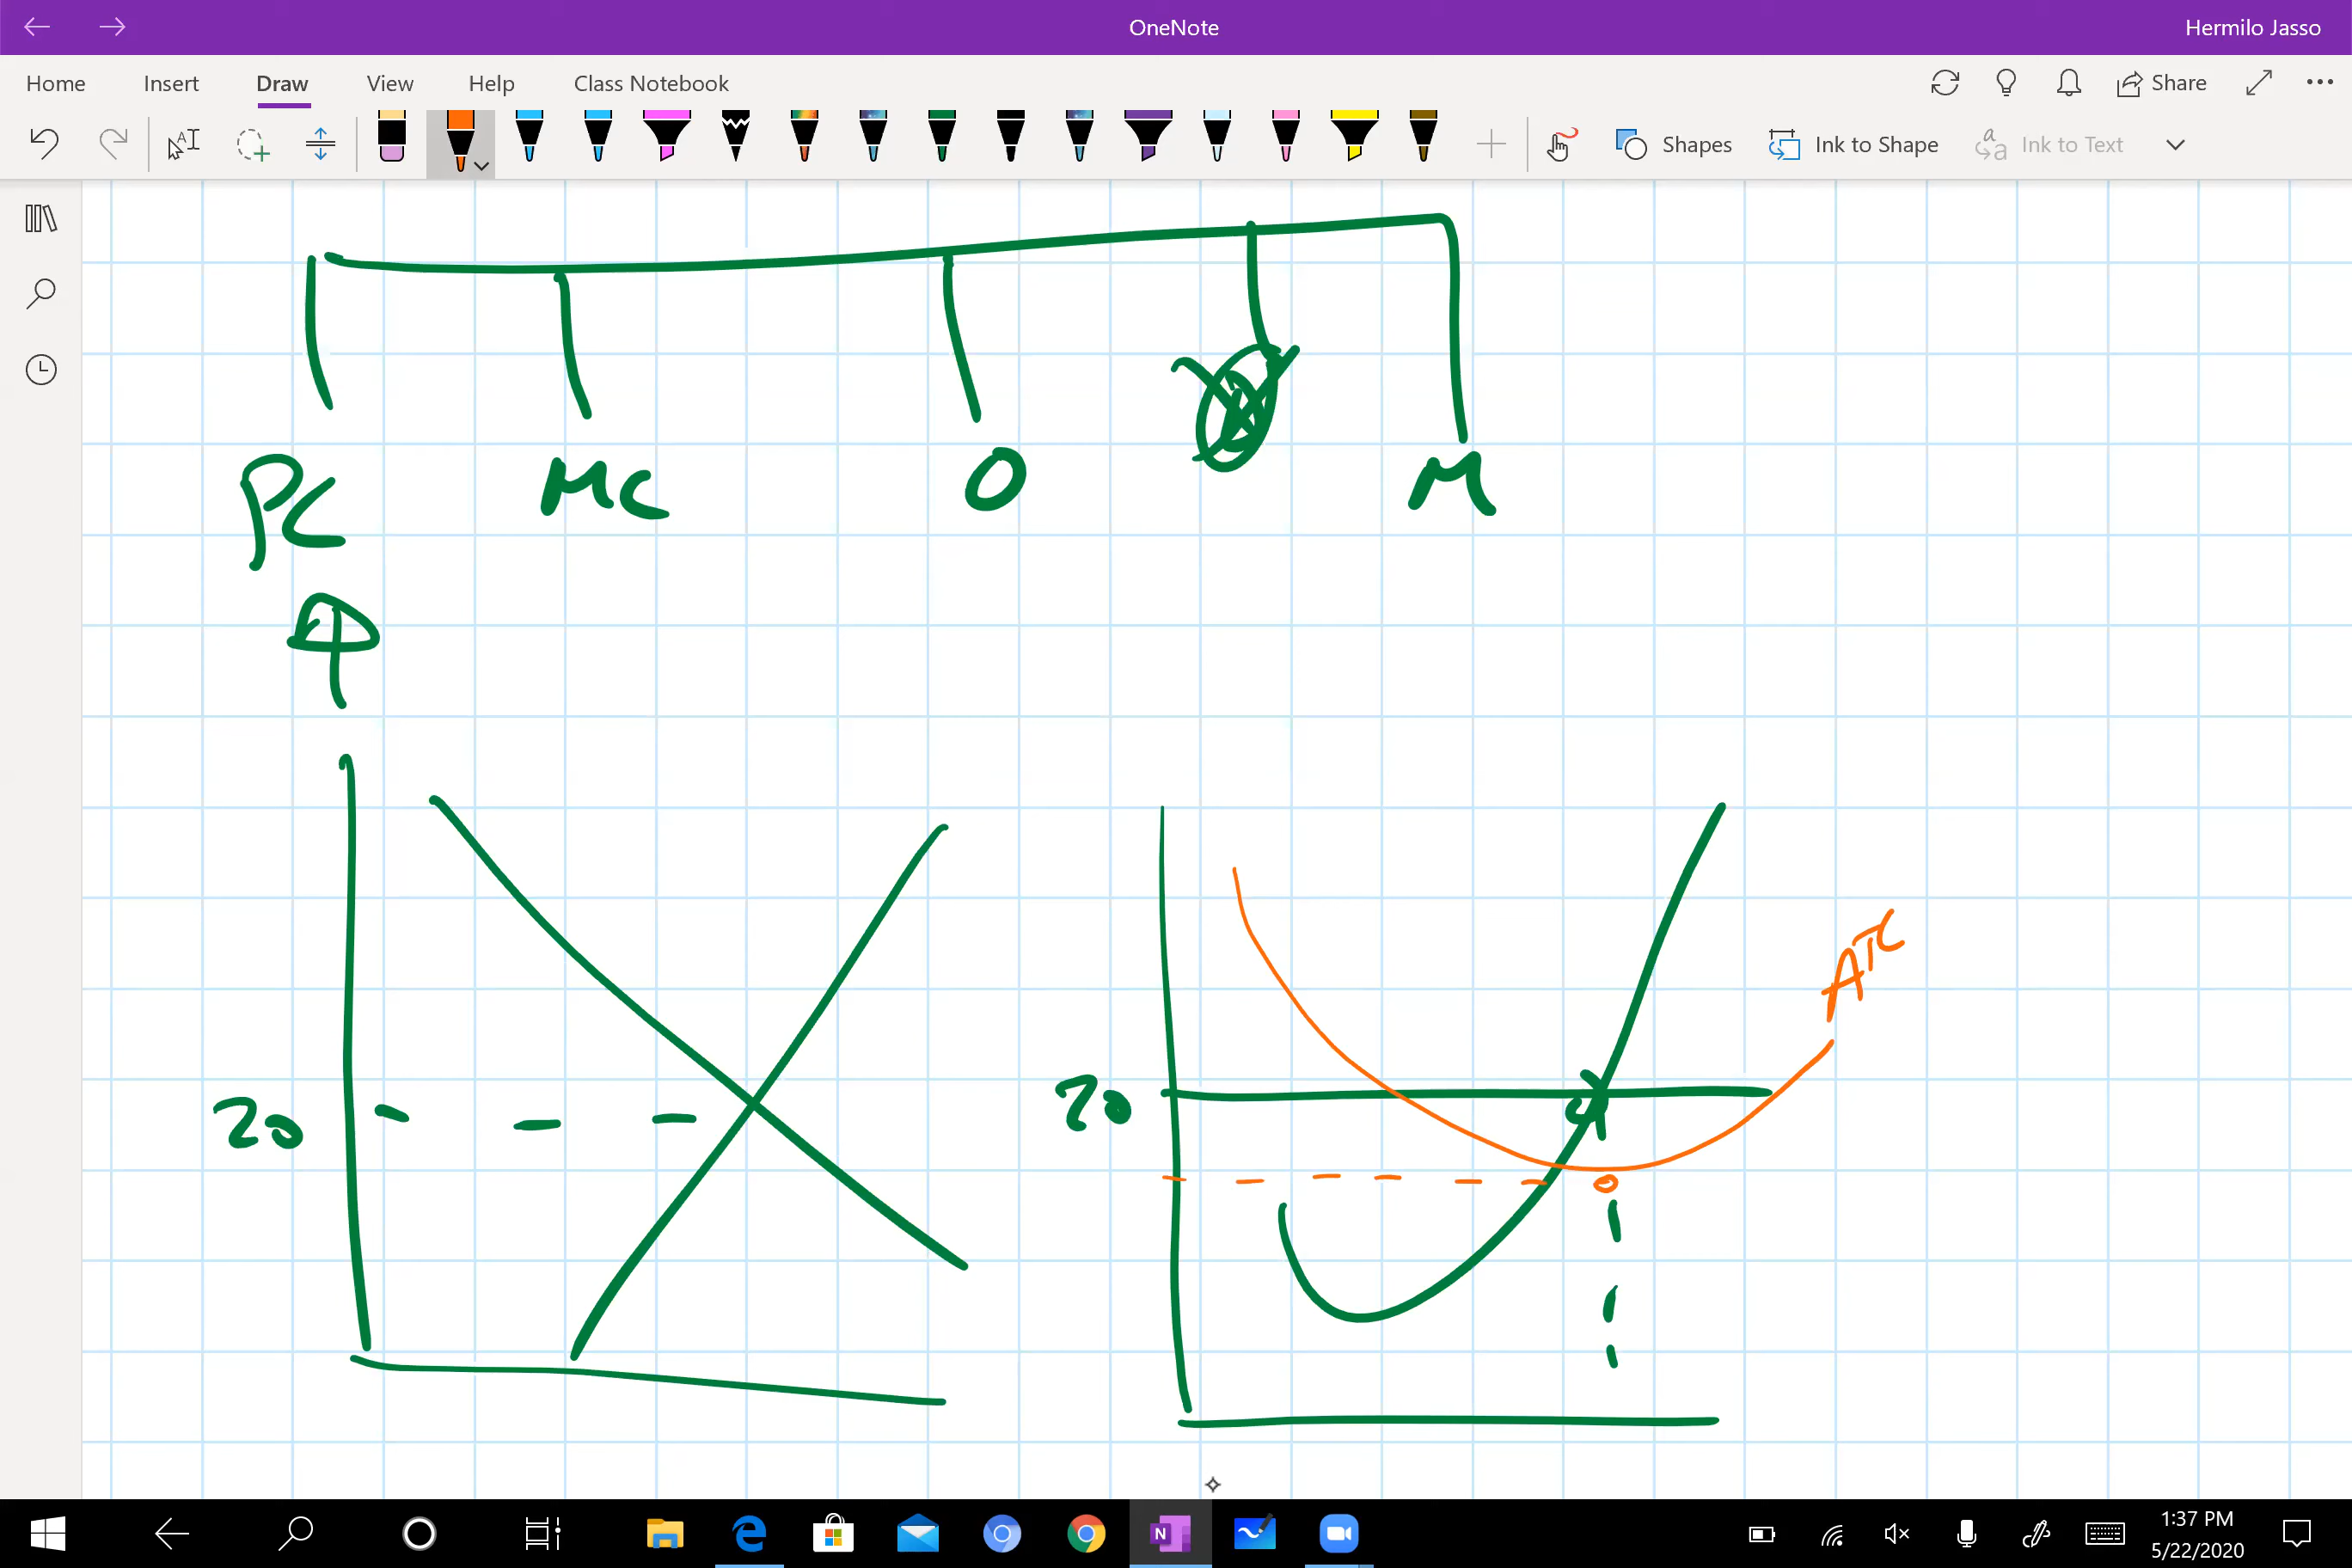 OneNote
Hermilo Jasso
Home Insert Draw View Help Class Notebook
Share
Shapes Ink to Shape Ink to Text
PC MC O M
ATC
20 20
1:37 PM
5/22/2020